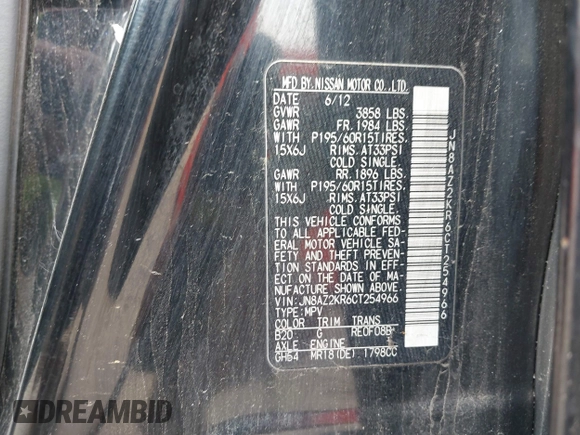 MFD BY. NISSAN MOTOR CO., LTD.
DATE 6/12
GVWR 3858 LBS.
GAWR FR. 1984 LBS.
WITH P195/60R15TIRES.
15X6J RIMS. AT33PSI
COLD SINGLE.
GAWR RR. 1896 LBS.
WITH P195/60R15TIRES.
15X6J RIMS. AT33PSI
COLD SINGLE.
THIS VEHICLE CONFORMS
TO ALL APPLICABLE FED-
ERAL MOTOR VEHICLE SA-
FETY AND THEFT PREVEN-
TION STANDARDS IN EFF-
ECT ON THE DATE OF MA-
NUFACTURE SHOWN ABOVE.
VIN: JN8AZ2KR6CT254966
TYPE: MPV
COLOR TRIM TRANS
B20 G RE0F08B
AXLE ENGINE
GH54 MR18(DE) 1798CC
JN8AZ2KR6CT254966
DREAMBID